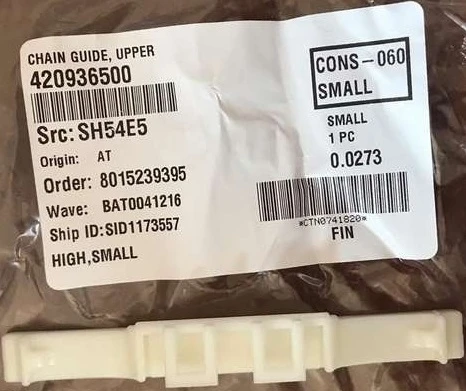 CHAIN GUIDE, UPPER
420936500
Src: SH54E5
Origin: AT
Order: 8015239395
Wave: BAT0041216
Ship ID:SID1173557
HIGH,SMALL
CONS-060
SMALL
SMALL
1 PC
0.0273
*CTN0741820*
FIN